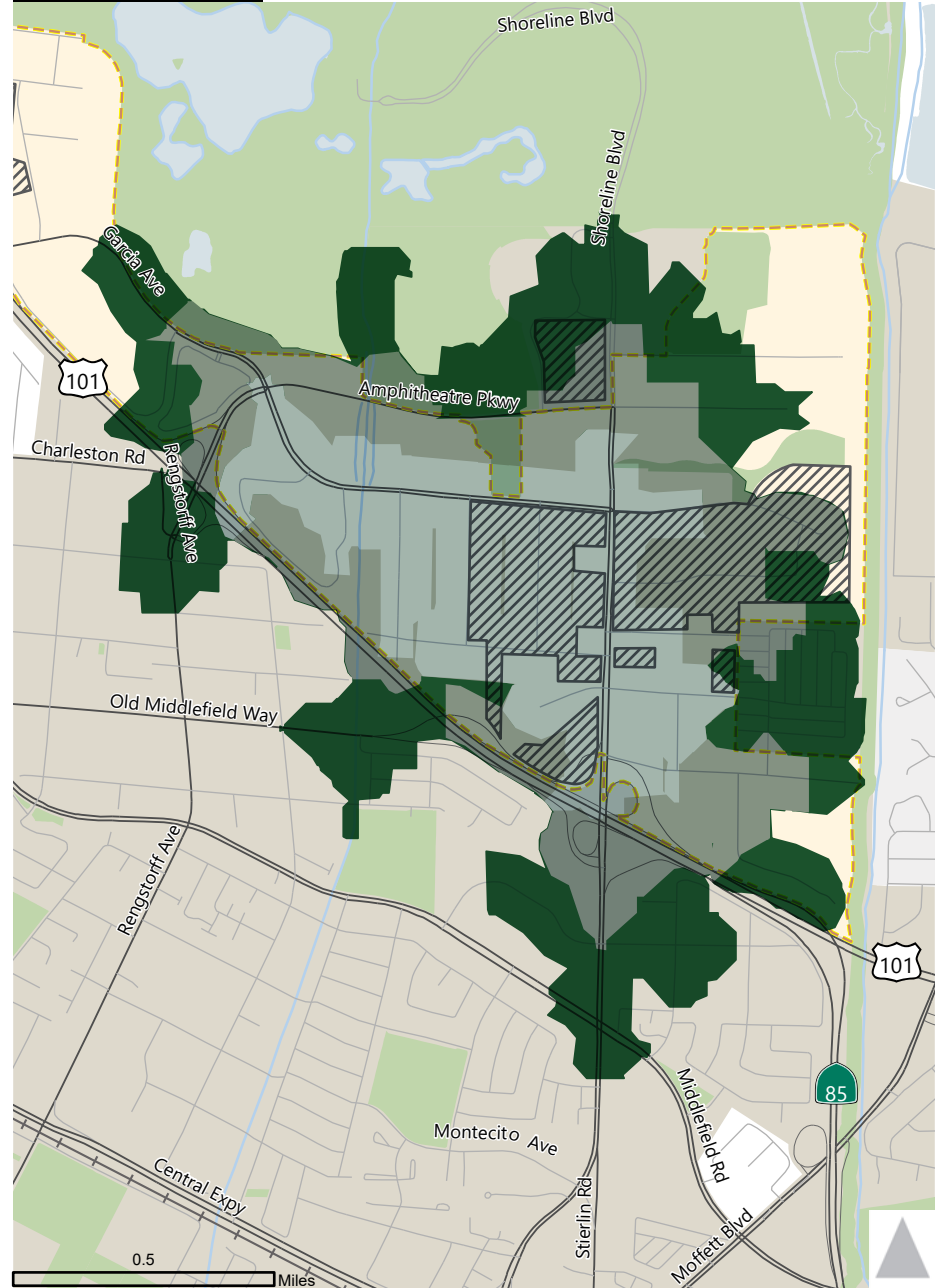 Shoreline Blvd
Shoreline Blvd
Garcia Ave
101
Amphitheatre Pkwy
Charleston Rd
Rengstorff Ave
Old Middlefield Way
Rengstorff Ave
101
85
Middlefield Rd
Montecito Ave
Central Expy
Stierlin Rd
Moffett Blvd
0.5
Miles